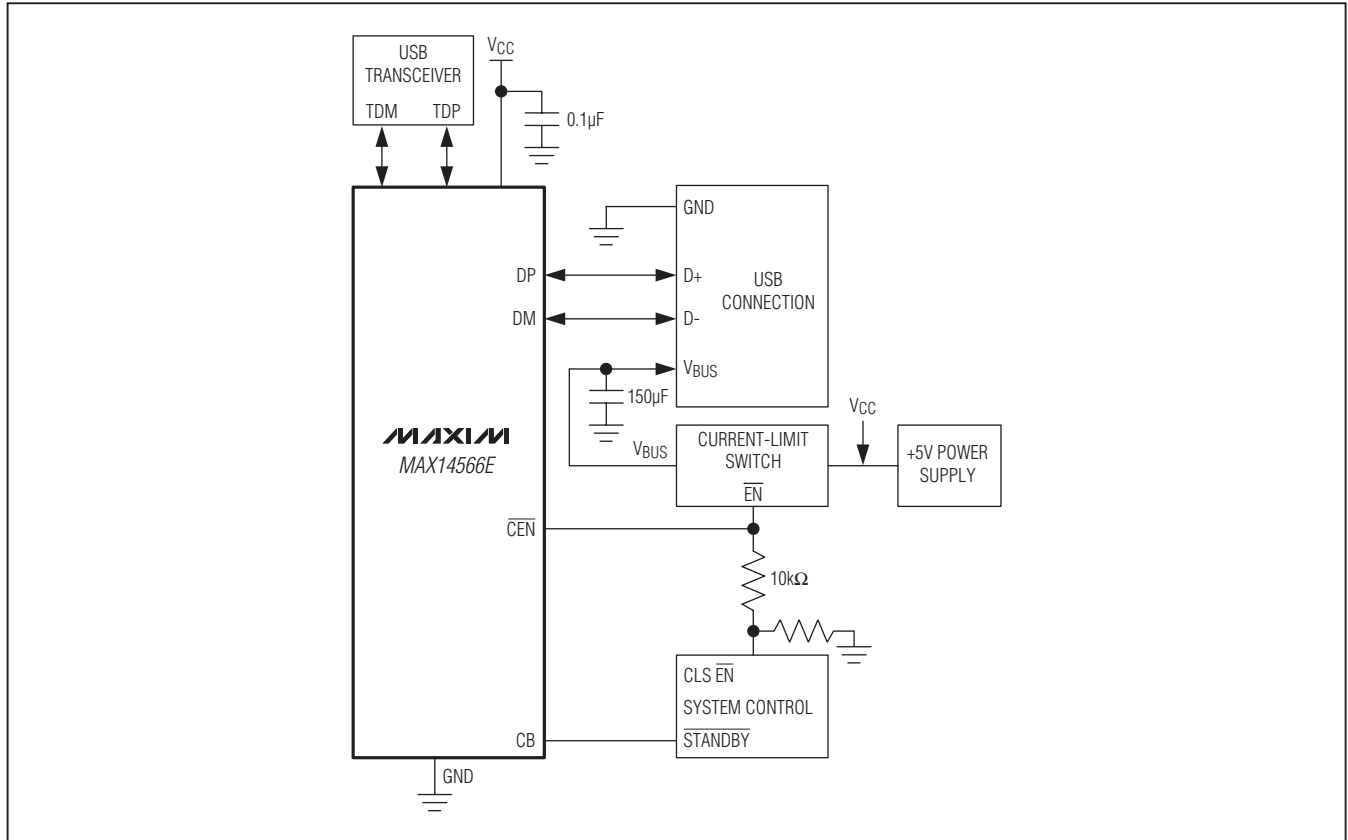 USB
TRANSCEIVER
TDM TDP
VCC
0.1µF
GND
DP
D+
USB
CONNECTION
DM
D-
VBUS
150µF
VCC
MAXIM
MAX14566E
VBUS
CURRENT-LIMIT
SWITCH
EN
+5V POWER
SUPPLY
CEN
10kΩ
CLS EN
SYSTEM CONTROL
CB
STANDBY
GND